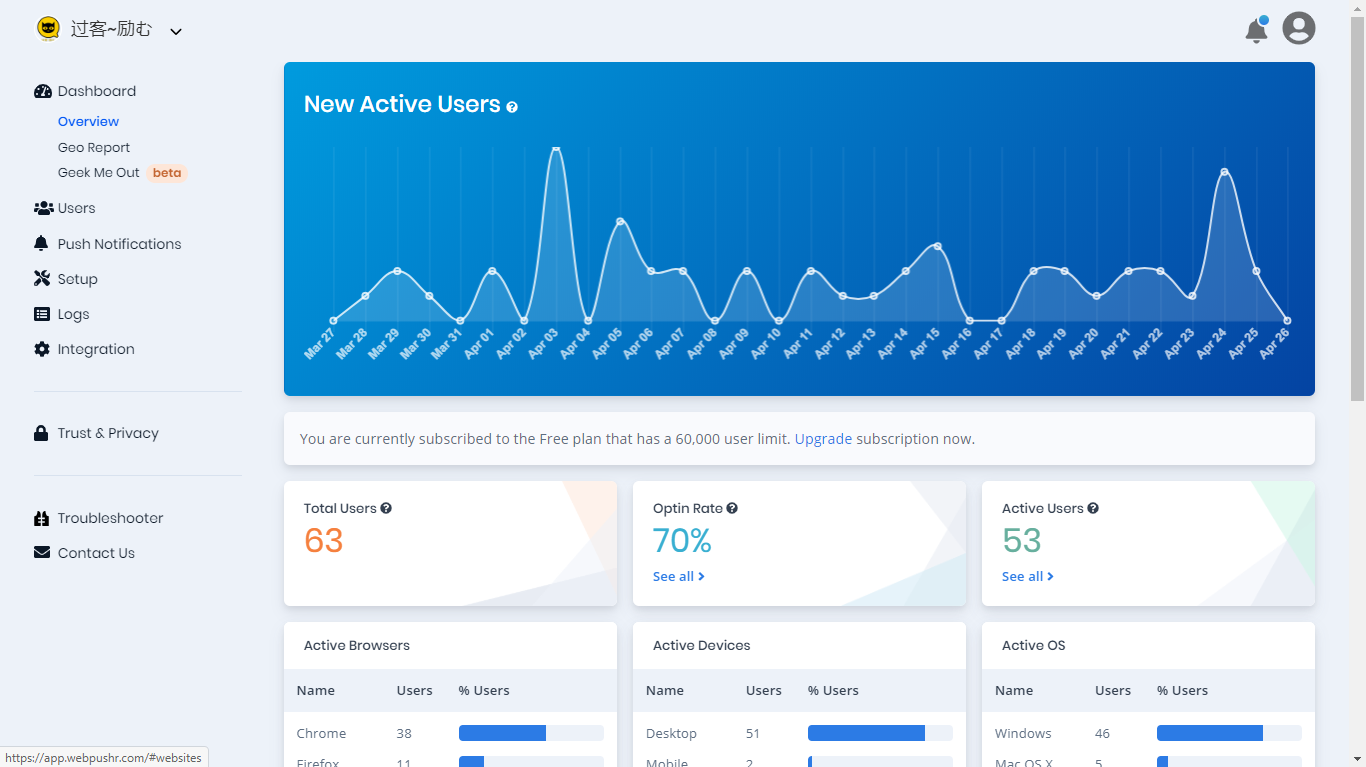 过客~励む
Dashboard
Overview
Geo Report
Geek Me Out beta
Users
Push Notifications
Setup
Logs
Integration
Trust & Privacy
Troubleshooter
Contact Us
New Active Users
Mar 27 Mar 28 Mar 29 Mar 30 Mar 31 Apr 01 Apr 02 Apr 03 Apr 04 Apr 05 Apr 06 Apr 07 Apr 08 Apr 09 Apr 10 Apr 11 Apr 12 Apr 13 Apr 14 Apr 15 Apr 16 Apr 17 Apr 18 Apr 19 Apr 20 Apr 21 Apr 22 Apr 23 Apr 24 Apr 25 Apr 26
You are currently subscribed to the Free plan that has a 60,000 user limit. Upgrade subscription now.
Total Users
63
Optin Rate
70%
See all
Active Users
53
See all
Active Browsers
Name Users % Users
Chrome 38
Firefox 11
Active Devices
Name Users % Users
Desktop 51
Mobile 2
Active OS
Name Users % Users
Windows 46
Mac OS X 5
https://app.webpushr.com/#websites